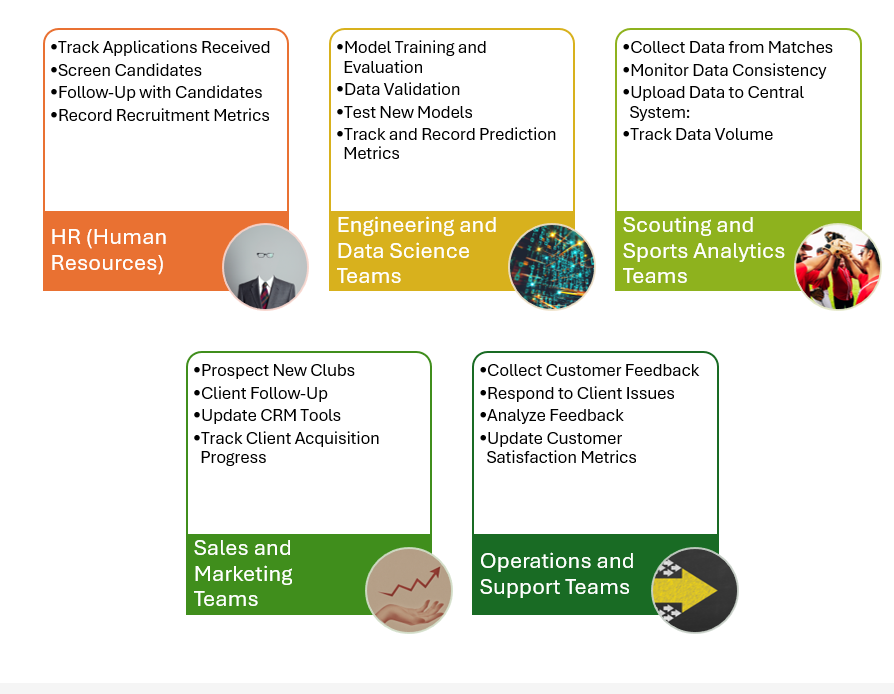 •Track Applications Received
•Screen Candidates
•Follow-Up with Candidates
•Record Recruitment Metrics
HR (Human
Resources)
•Model Training and
Evaluation
•Data Validation
•Test New Models
•Track and Record Prediction
Metrics
Engineering and
Data Science
Teams
•Collect Data from Matches
•Monitor Data Consistency
•Upload Data to Central
System:
•Track Data Volume
Scouting and
Sports Analytics
Teams
•Prospect New Clubs
•Client Follow-Up
•Update CRM Tools
•Track Client Acquisition
Progress
Sales and
Marketing
Teams
•Collect Customer Feedback
•Respond to Client Issues
•Analyze Feedback
•Update Customer
Satisfaction Metrics
Operations and
Support Teams